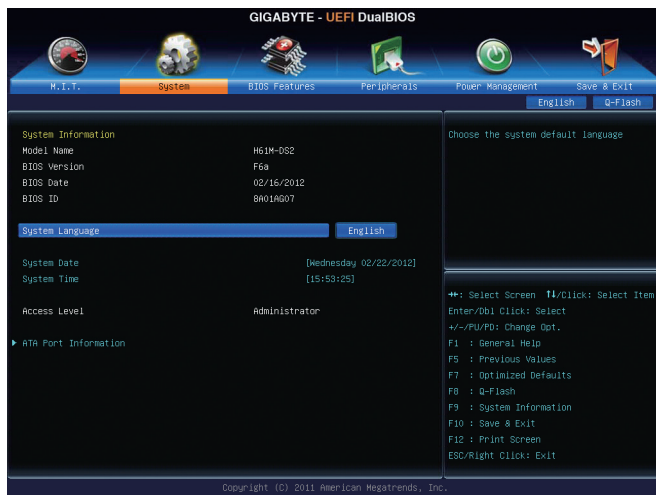 GIGABYTE - UEFI DualBIOS
M.I.T. System BIOS Features Peripherals Power Management Save & Exit
English Q-Flash
System Information
Model Name H61M-DS2
BIOS Version F6a
BIOS Date 02/16/2012
BIOS ID 8A01AG07
System Language English
System Date [Wednesday 02/22/2012]
System Time [15:53:25]
Access Level Administrator
ATA Port Information
Choose the system default language
→←: Select Screen ↑↓/Click: Select Item
Enter/Dbl Click: Select
+/-/PU/PD: Change Opt.
F1 : General Help
F5 : Previous Values
F7 : Optimized Defaults
F8 : Q-Flash
F9 : System Information
F10 : Save & Exit
F12 : Print Screen
ESC/Right Click: Exit
Copyright (C) 2011 American Megatrends, Inc.